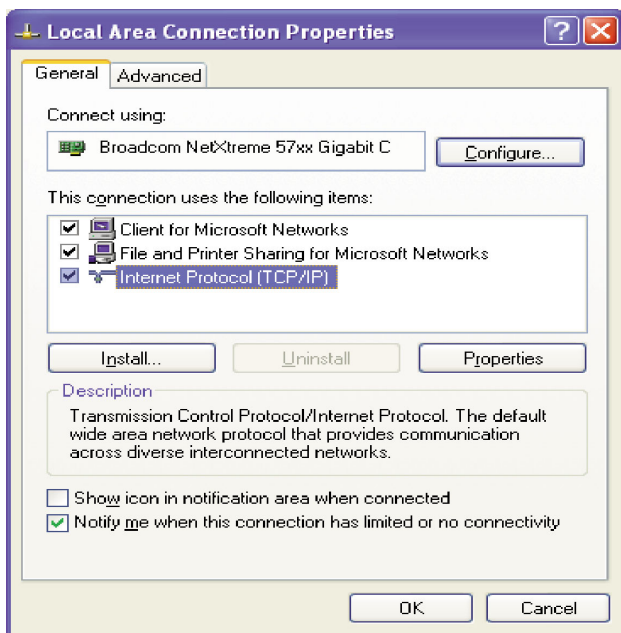 Local Area Connection Properties
General Advanced
Connect using:
Broadcom NetXtreme 57xx Gigabit C Configure...
This connection uses the following items:
Client for Microsoft Networks
File and Printer Sharing for Microsoft Networks
Internet Protocol (TCP/IP)
Install... Uninstall Properties
Description
Transmission Control Protocol/Internet Protocol. The default
wide area network protocol that provides communication
across diverse interconnected networks.
Show icon in notification area when connected
Notify me when this connection has limited or no connectivity
OK Cancel